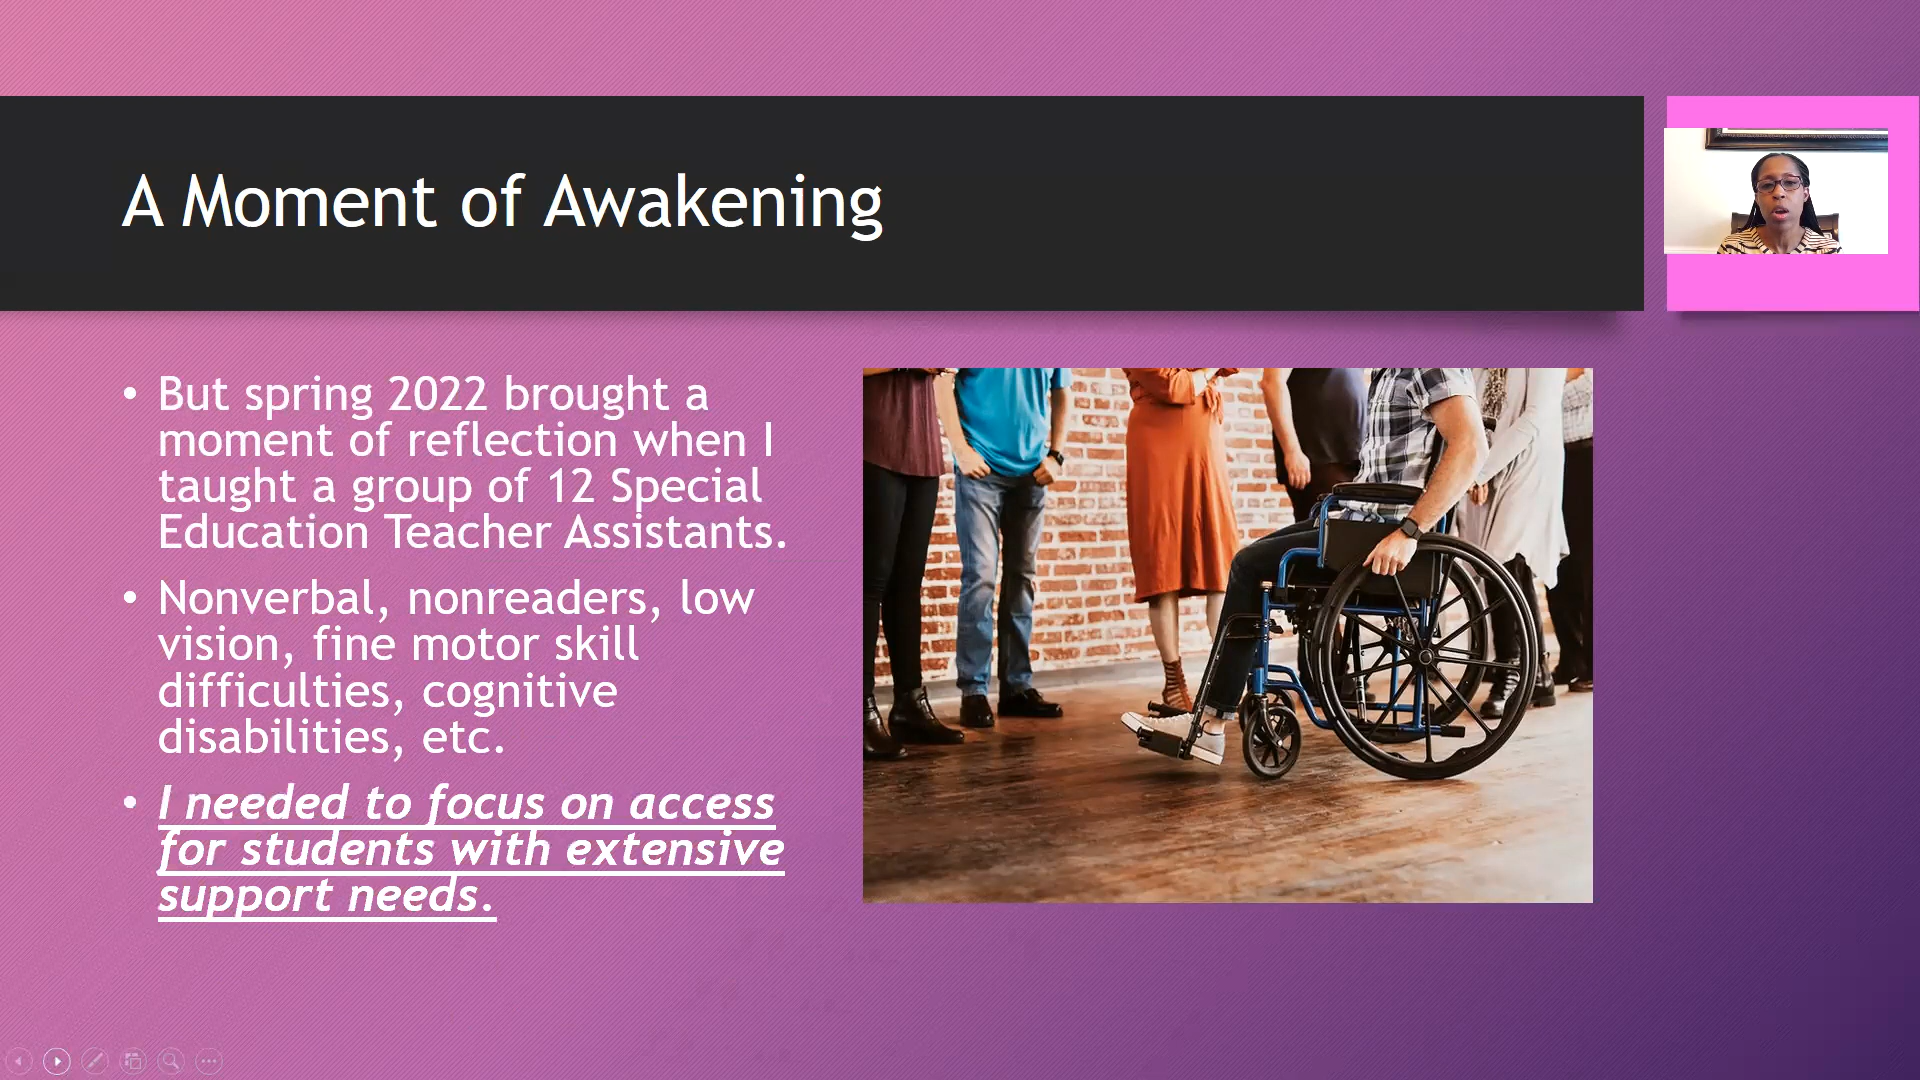 A Moment of Awakening
• But spring 2022 brought a
moment of reflection when I
taught a group of 12 Special
Education Teacher Assistants.
• Nonverbal, nonreaders, low
vision, fine motor skill
difficulties, cognitive
disabilities, etc.
• I needed to focus on access
for students with extensive
support needs.